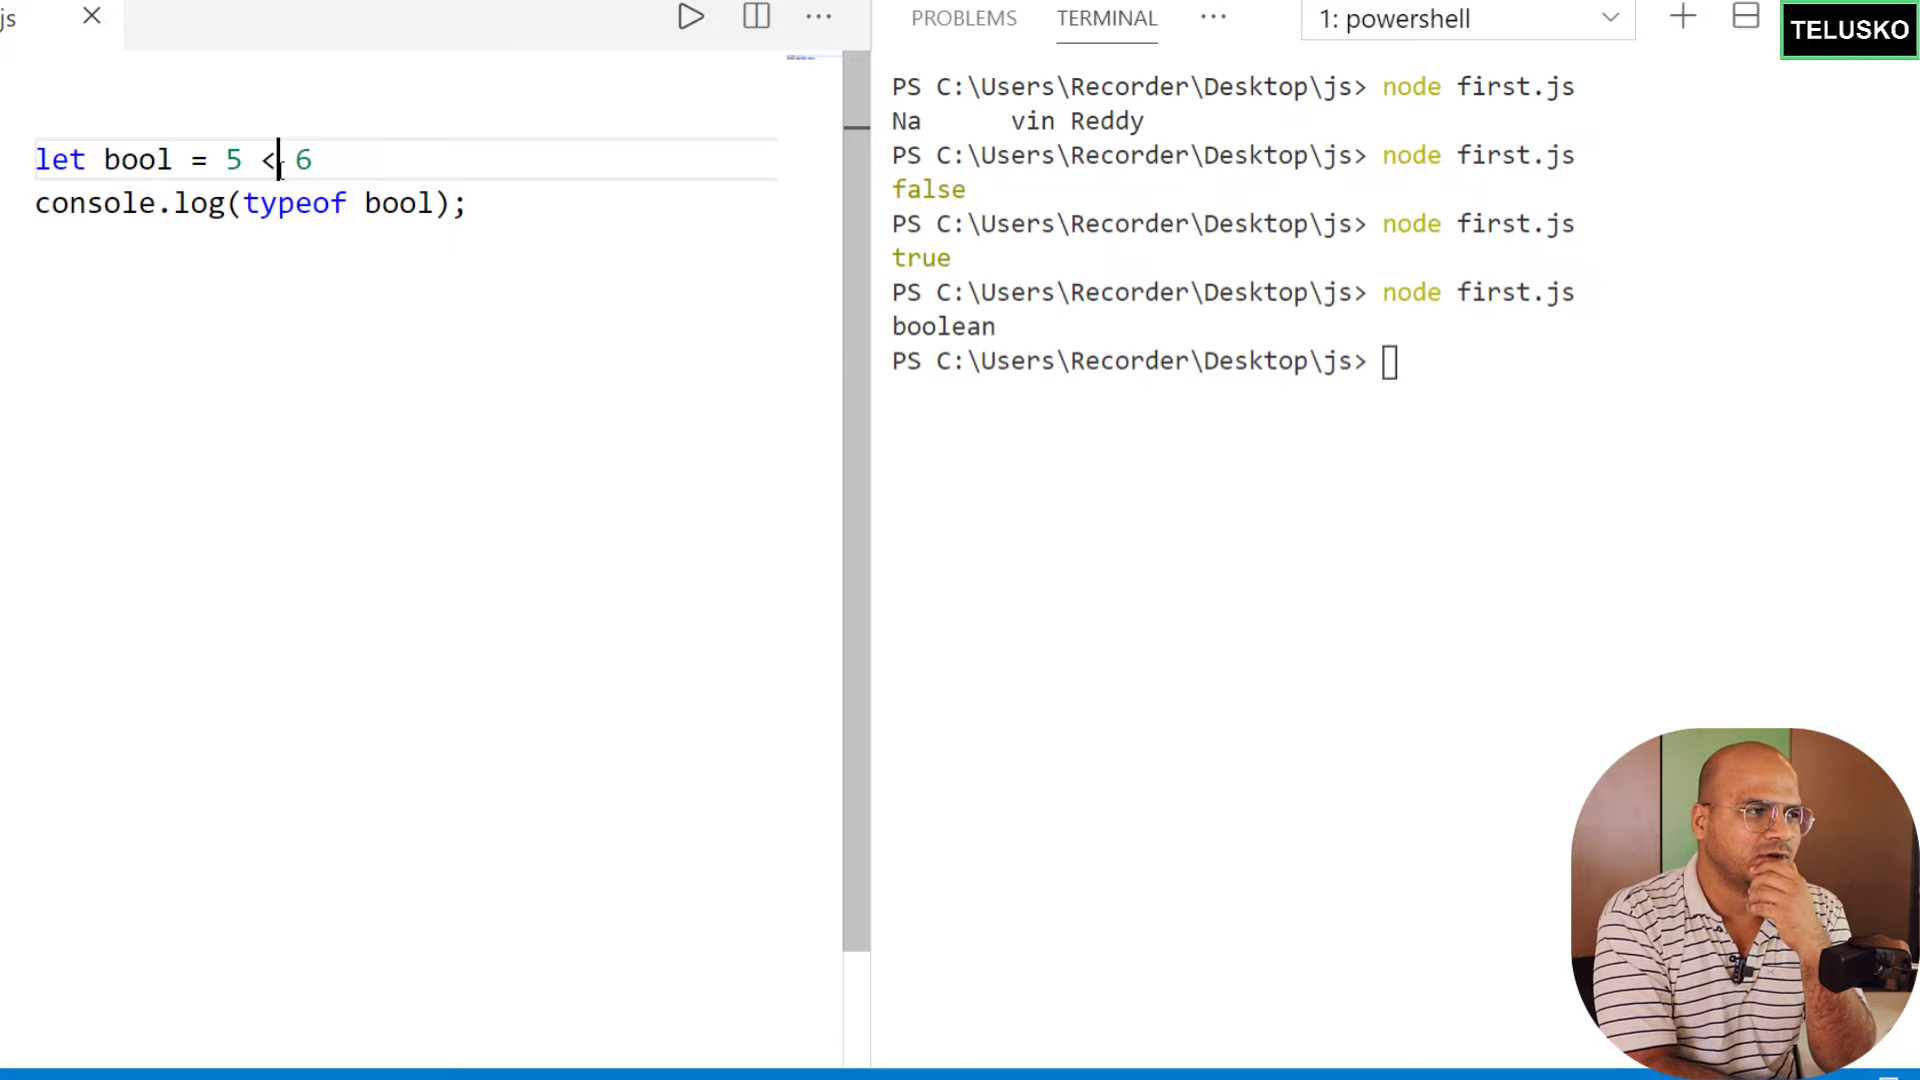 js
PROBLEMS TERMINAL 1: powershell
TELUSKO
let bool = 5 < 6
console.log(typeof bool);
PS C:\Users\Recorder\Desktop\js> node first.js
Na      vin Reddy
PS C:\Users\Recorder\Desktop\js> node first.js
false
PS C:\Users\Recorder\Desktop\js> node first.js
true
PS C:\Users\Recorder\Desktop\js> node first.js
boolean
PS C:\Users\Recorder\Desktop\js>